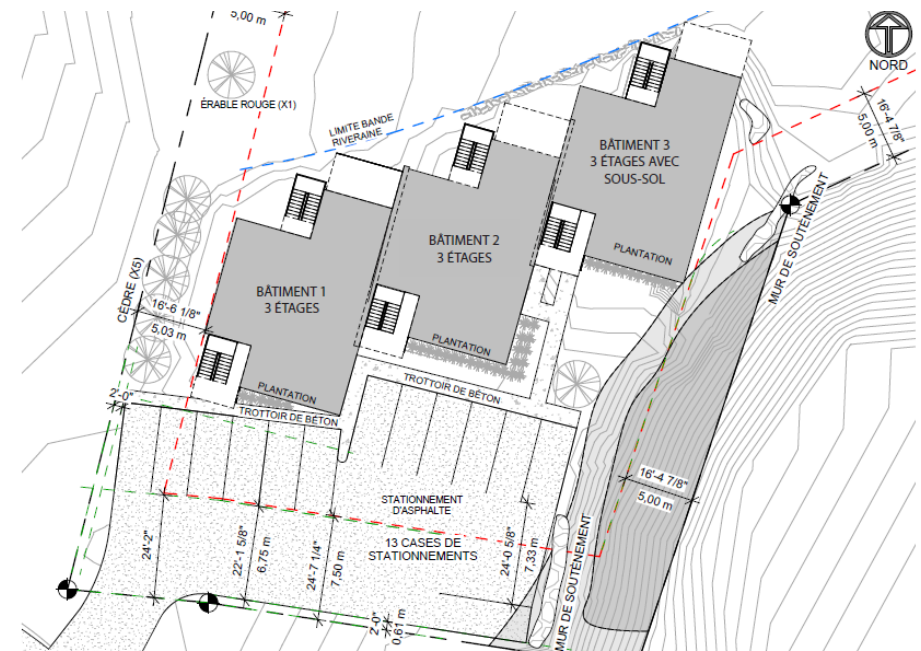 5,00 m
NORD
ÉRABLE ROUGE (X1)
LIMITE BANDE
RIVERAINE
16'-4 7/8"
5,00 m
BÂTIMENT 3
3 ÉTAGES AVEC
SOUS-SOL
MUR DE SOUTÈNEMENT
BÂTIMENT 2
3 ÉTAGES
PLANTATION
CÈDRE (X5)
BÂTIMENT 1
3 ÉTAGES
16'-6 1/8"
5,03 m
PLANTATION
PLANTATION
TROTTOIR DE BÉTON
2'-0"
TROTTOIR DE BÉTON
16'-4 7/8"
5,00 m
STATIONNEMENT
D'ASPHALTE
13 CASES DE
STATIONNEMENTS
24'-2"
22'-1 5/8"
6,75 m
24'-7 1/4"
7,50 m
24'-0 5/8"
7,33 m
MUR DE SOUTÈNEMENT
2'-0"
0,61 m